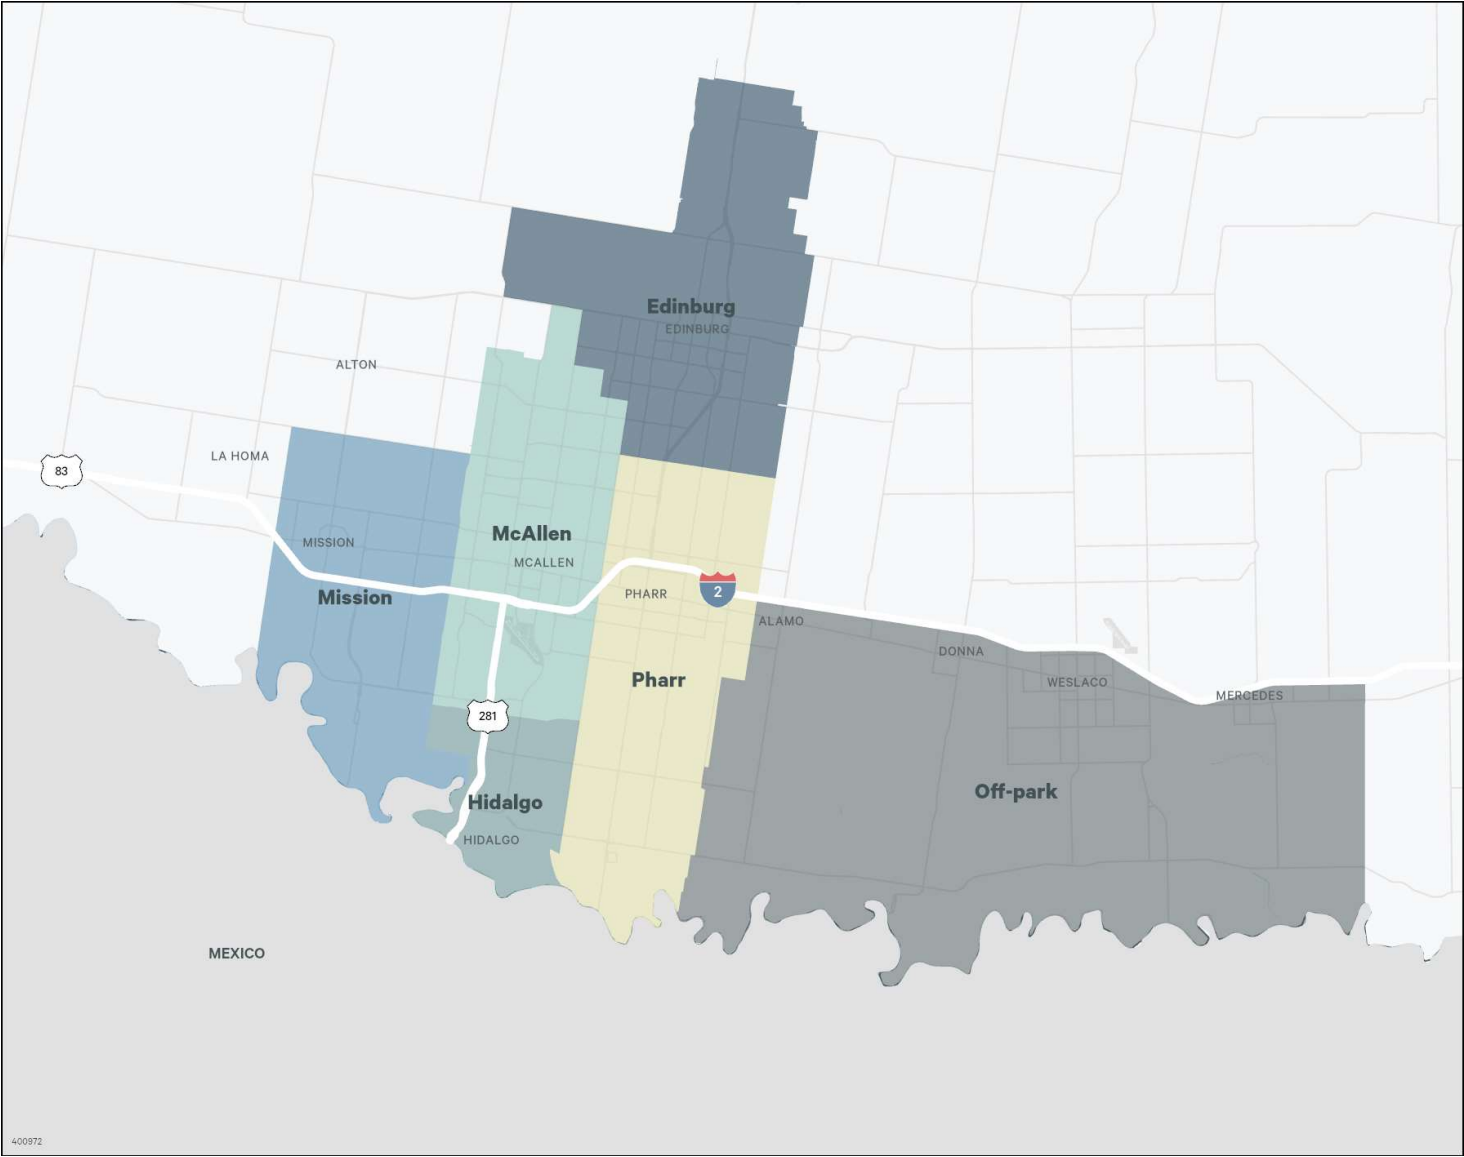 Edinburg
EDINBURG
ALTON
LA HOMA
83
McAllen
MISSION
MCALLEN
Mission
PHARR
2
ALAMO
DONNA
Pharr
WESLACO
MERCEDES
281
Off-park
Hidalgo
HIDALGO
MEXICO
400972